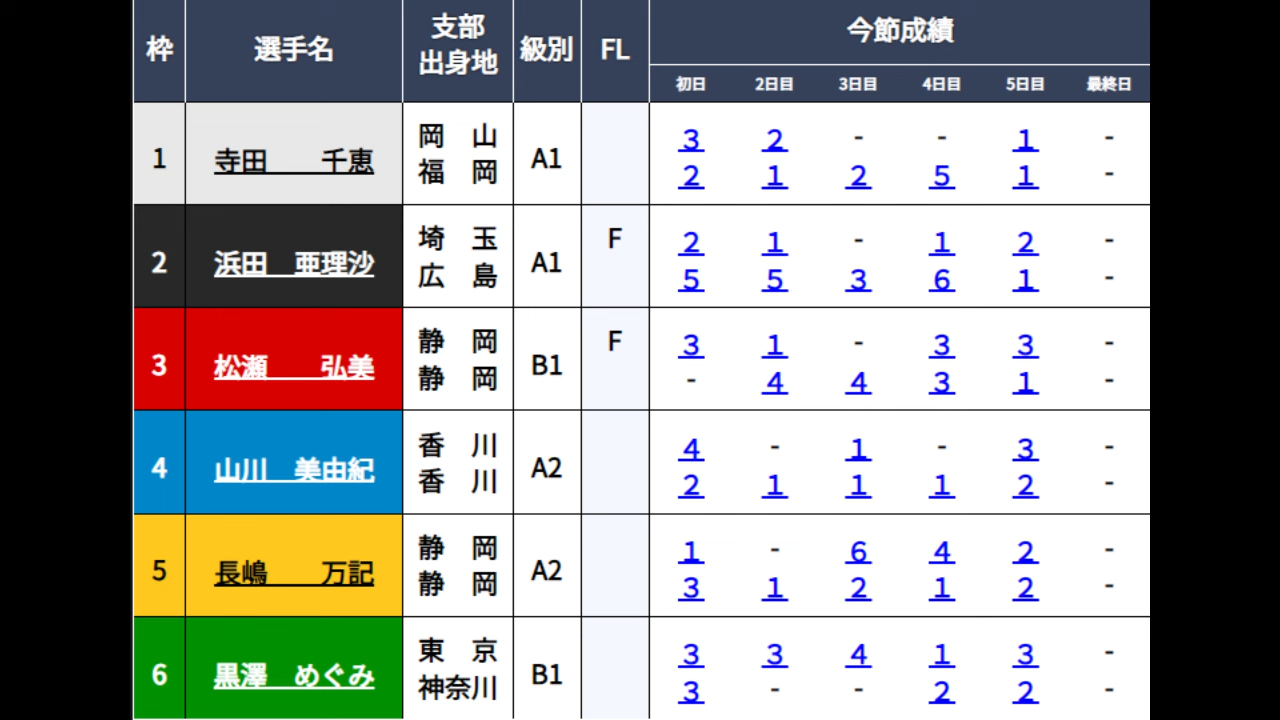 枠 選手名 支部 出身地 級別 FL 今節成績
初日 2日目 3日目 4日目 5日目 最終日
1 寺田 千恵 岡山 A1 3 2 - - 1 -
福岡 2 1 2 5 1 -
2 浜田 亜理沙 埼玉 A1 F 2 1 - 1 2 -
広島 5 5 3 6 1 -
3 松瀬 弘美 静岡 B1 F 3 1 - 3 3 -
静岡 - 4 4 3 1 -
4 山川 美由紀 香川 A2 4 - 1 - 3 -
香川 2 1 1 1 2 -
5 長嶋 万記 静岡 A2 1 - 6 4 2 -
静岡 3 1 2 1 2 -
6 黒澤 めぐみ 東京 B1 3 3 4 1 3 -
神奈川 3 - - 2 2 -